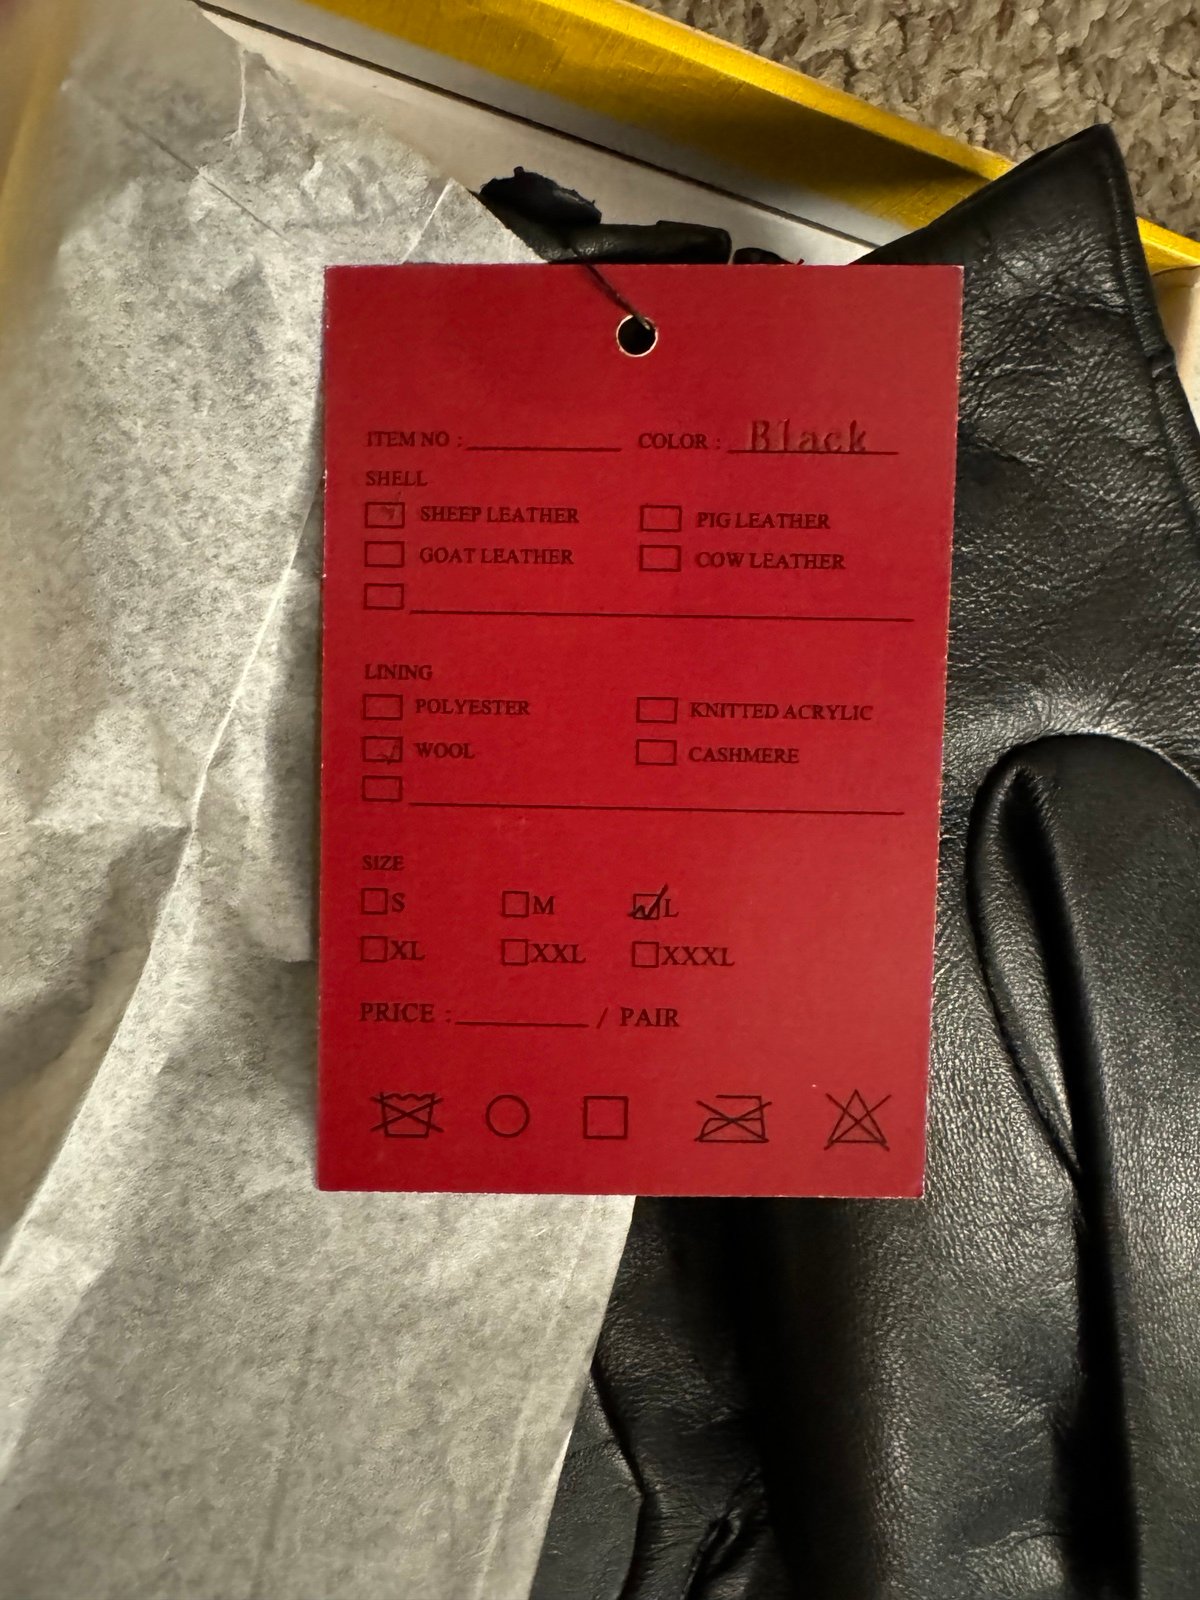 ITEM NO : COLOR : Black
SHELL
SHEEP LEATHER PIG LEATHER
GOAT LEATHER COW LEATHER
LINING
POLYESTER KNITTED ACRYLIC
WOOL CASHMERE
SIZE
S M L
XL XXL XXXL
PRICE : / PAIR